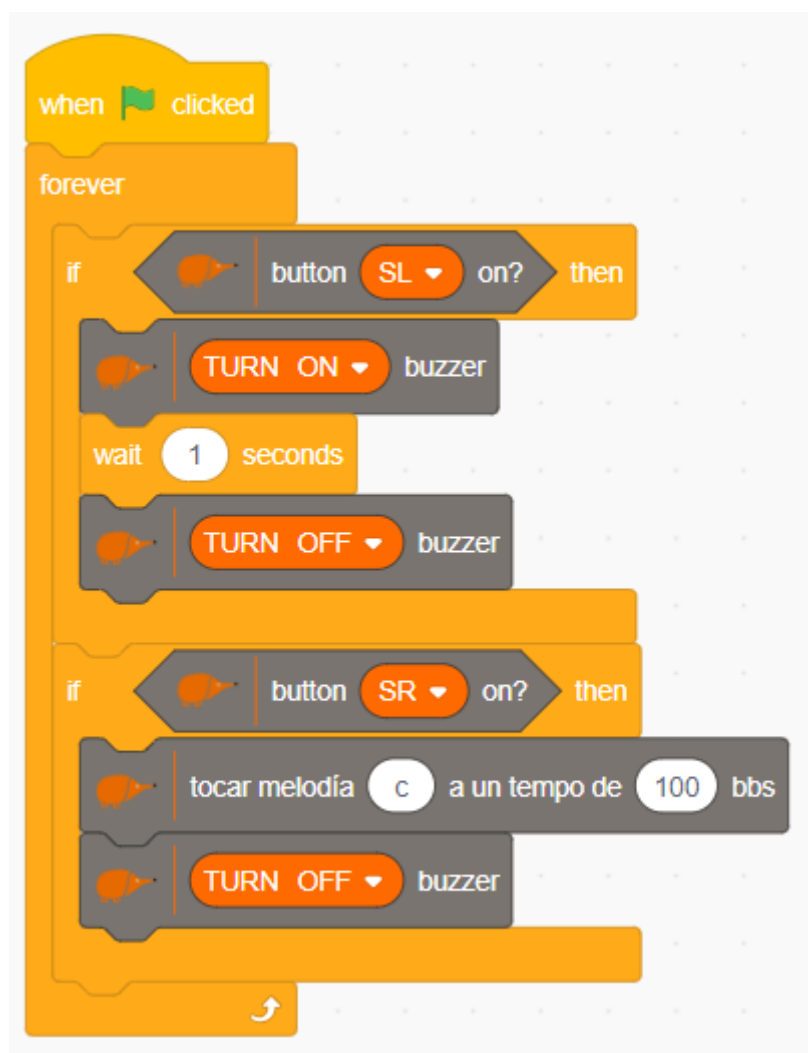 when clicked
forever
if button SL on? then
TURN ON buzzer
wait 1 seconds
TURN OFF buzzer
if button SR on? then
tocar melodía c a un tempo de 100 bbs
TURN OFF buzzer